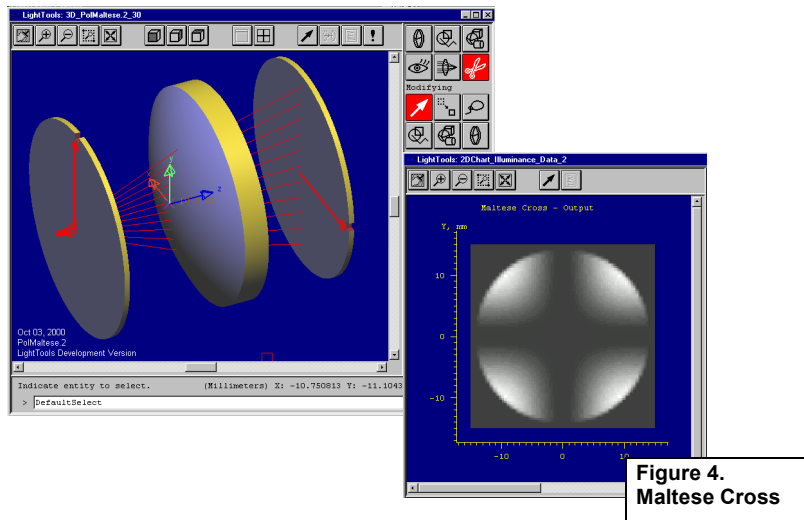 LightTools: 3D_PolMaltese.2_30
Modifying
y
z
Oct 03, 2000
PolMaltese.2
LightTools Development Version
Indicate entity to select. (Millimeters) X: -10.750813 Y: -11.1043
> DefaultSelect
LightTools: 2DChart_Illuminance_Data_2
Maltese Cross - Output
Y, mm
10
0
-10
-10 0 10
Figure 4.
Maltese Cross